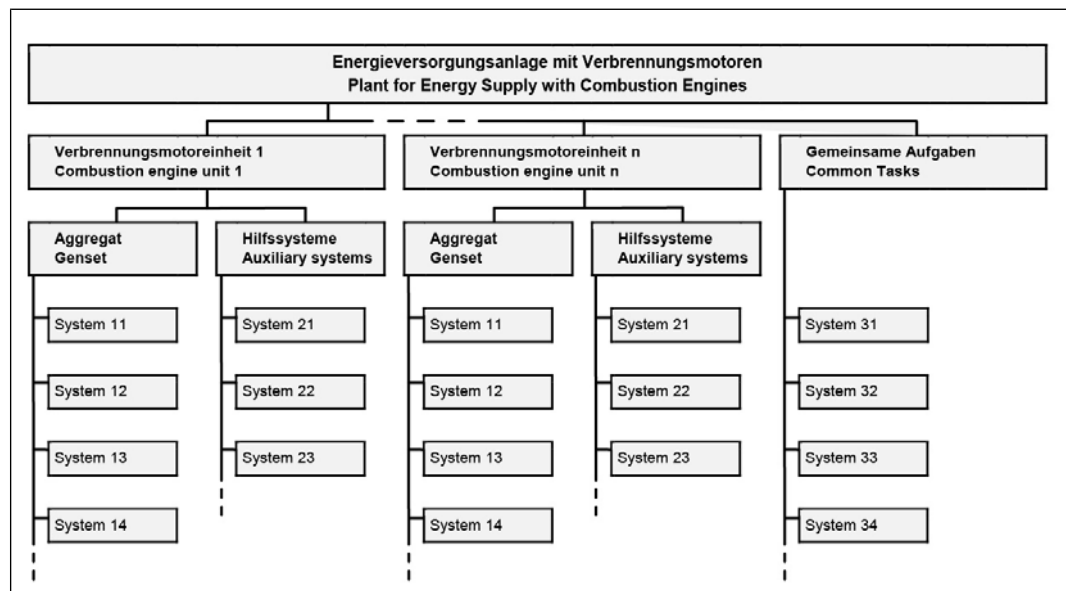 Energieversorgungsanlage mit Verbrennungsmotoren
Plant for Energy Supply with Combustion Engines
Verbrennungsmotoreinheit 1
Combustion engine unit 1
Verbrennungsmotoreinheit n
Combustion engine unit n
Gemeinsame Aufgaben
Common Tasks
Aggregat
Genset
Hilfssysteme
Auxiliary systems
Aggregat
Genset
Hilfssysteme
Auxiliary systems
System 11
System 21
System 11
System 21
System 31
System 12
System 22
System 12
System 22
System 32
System 13
System 23
System 13
System 23
System 33
System 14
System 14
System 34